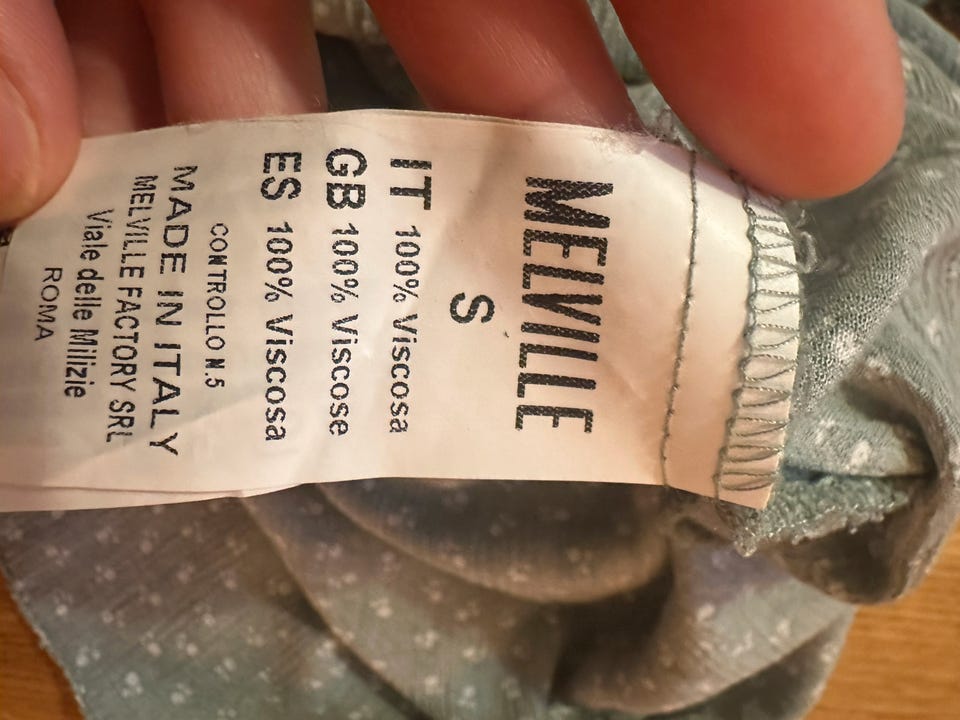 MELVILLE
S
IT 100% Viscosa
GB 100% Viscose
ES 100% Viscosa
CONTROLLO N.5
MADE IN ITALY
MELVILLE FACTORY SRL
Viale delle Milizie
ROMA